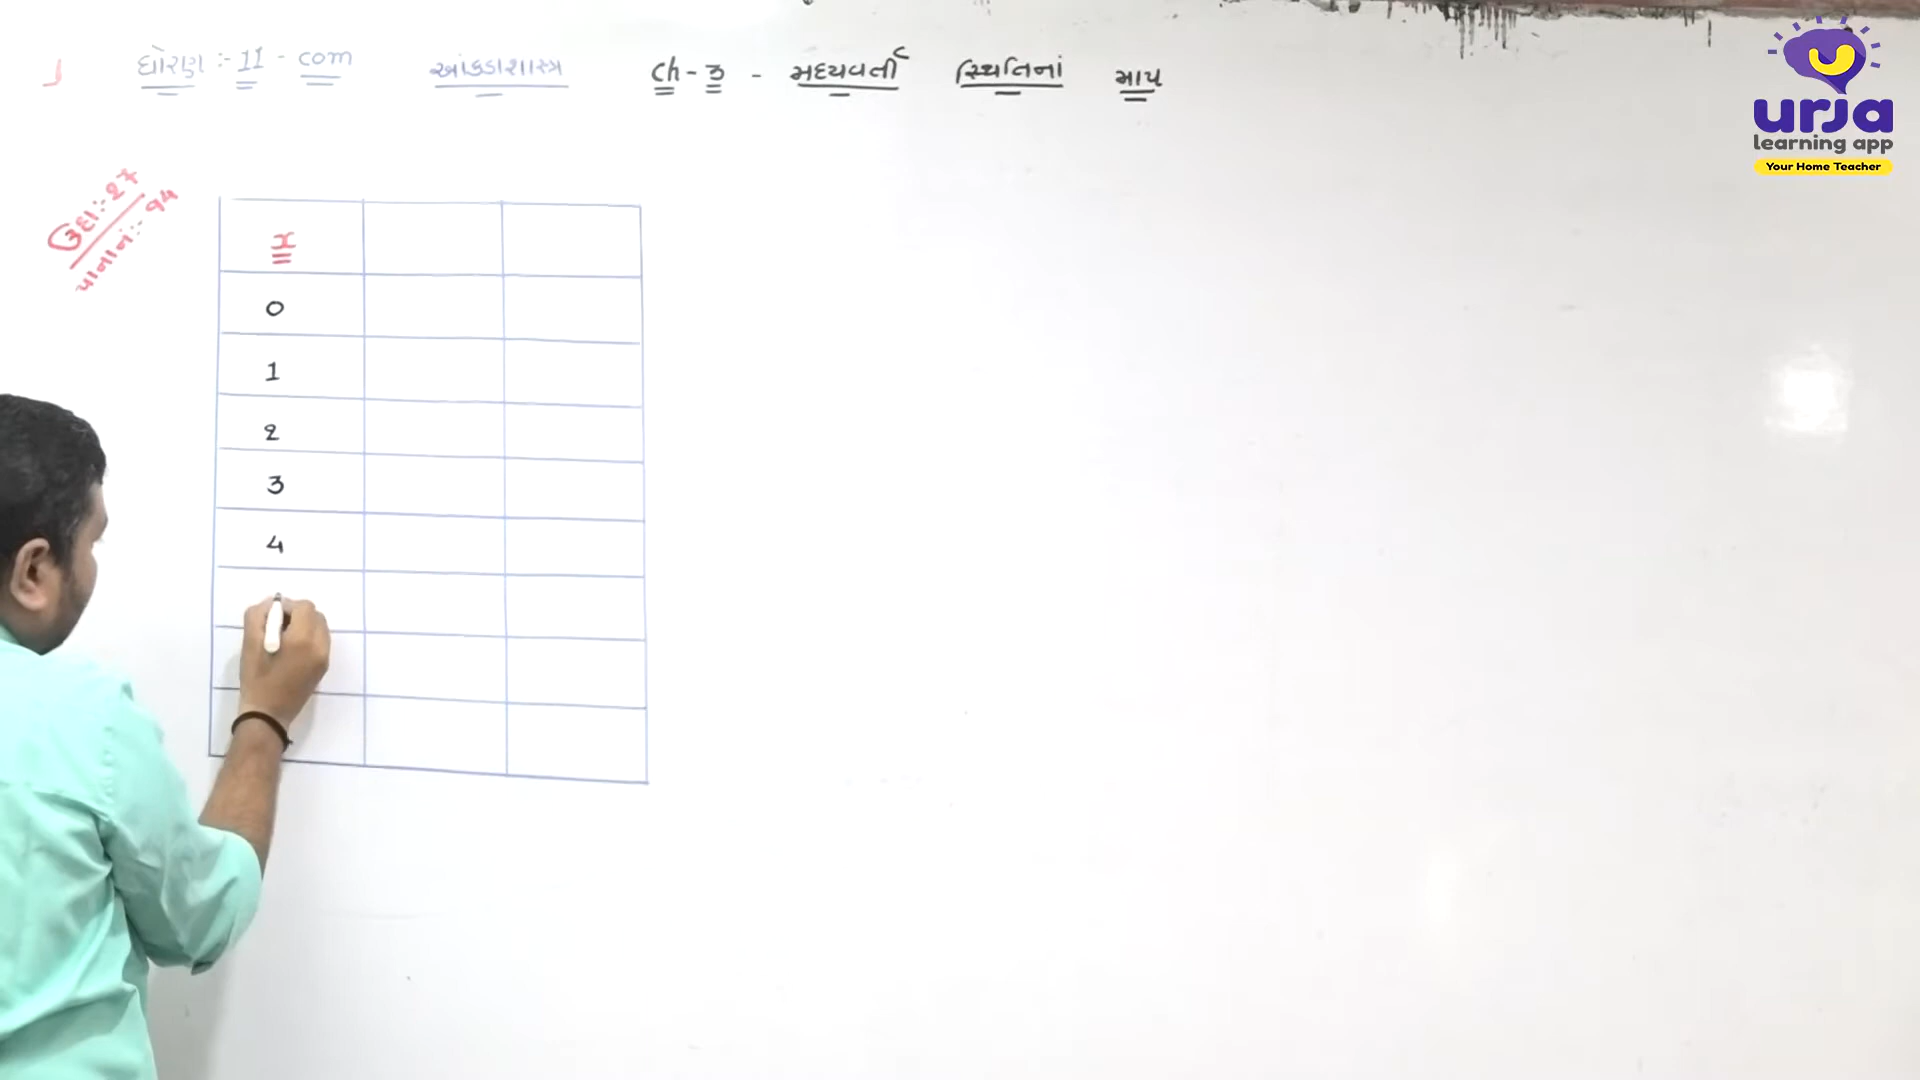 ધોરણ :- 11 - com આંકડાશાસ્ત્ર Ch - 3 - મધ્યવર્તી સ્થિતિનાં માપ
ઉદા :- 27
પાનાનં :- ૧૫
x
0
1
2
3
4
urja
learning app
Your Home Teacher